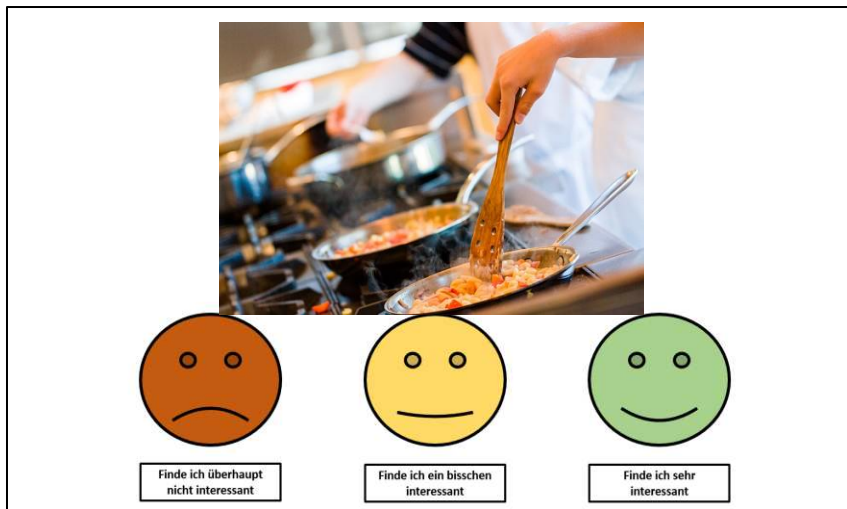 Finde ich überhaupt
nicht interessant
Finde ich ein bisschen
interessant
Finde ich sehr
interessant